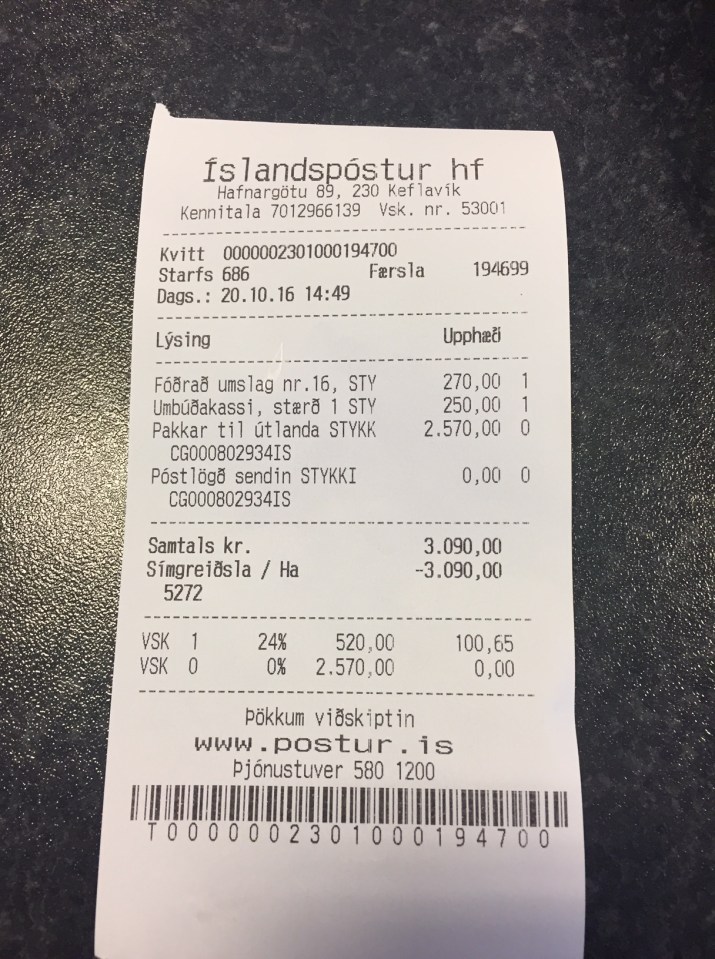 Íslandspóstur hf
Hafnargötu 89, 230 Keflavík
Kennitala 7012966139 Vsk. nr. 53001
Kvitt 0000002301000194700
Starfs 686 Færsla 194699
Dags.: 20.10.16 14:49
Lýsing Upphæð
Fóðrað umslag nr.16, STY 270,00 1
Umbúðakassi, stærð 1 STY 250,00 1
Pakkar til útlanda STYKK 2.570,00 0
CG000802934IS
Póstlögð sendin STYKKI 0,00 0
CG000802934IS
Samtals kr. 3.090,00
Símgreiðsla / Ha -3.090,00
5272
VSK 1 24% 520,00 100,65
VSK 0 0% 2.570,00 0,00
Þökkum viðskiptin
www.postur.is
Þjónustuver 580 1200
T0000002301000194700